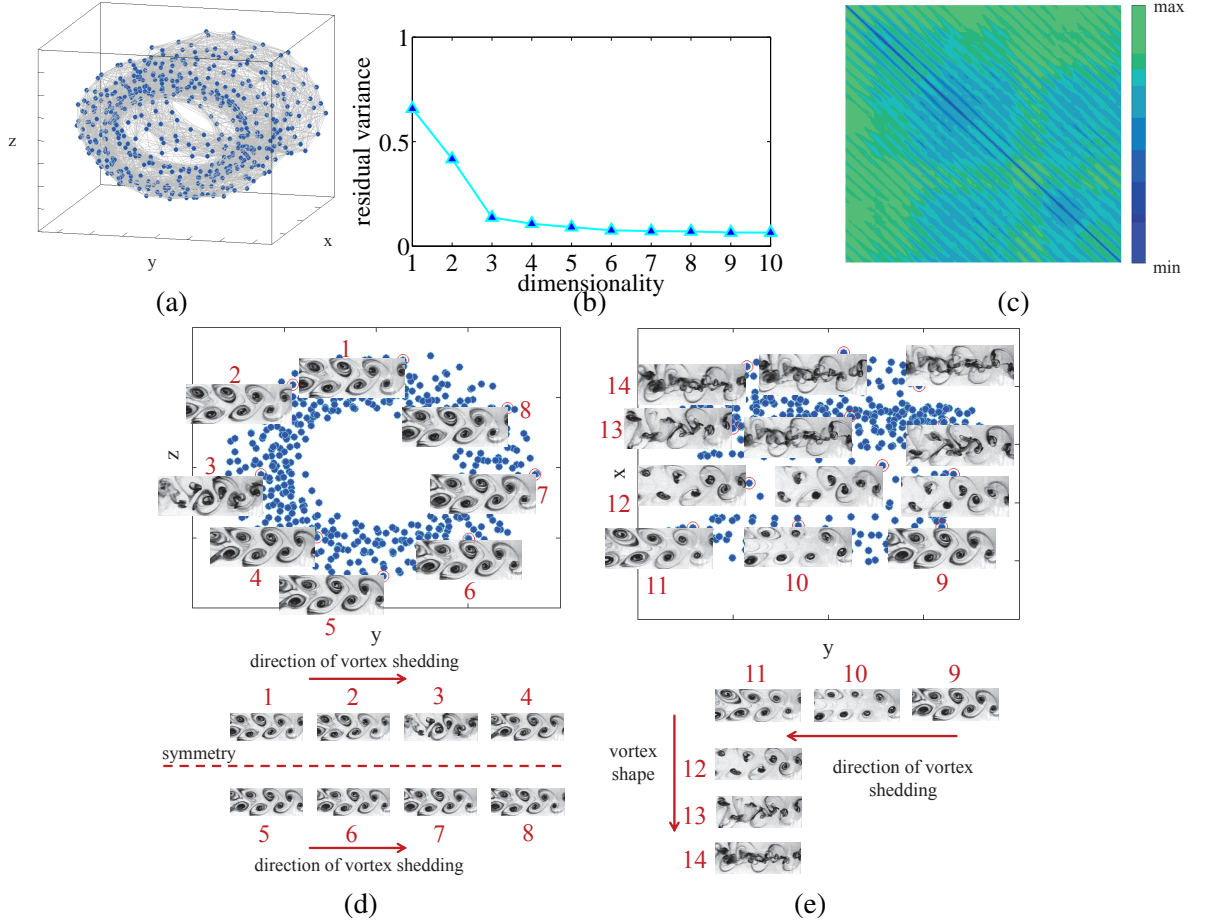 z
y
x
(a)
residual variance
1
0.5
0
1 2 3 4 5 6 7 8 9 10
dimensionality
(b)
max
min
(c)
1
2
3
4
5
6
7
8
z
y
direction of vortex shedding
1 2 3 4
symmetry
5 6 7 8
direction of vortex shedding
(d)
14
13
12
11
10
9
x
y
11 10 9
vortex
shape
12
13
14
direction of vortex
shedding
(e)